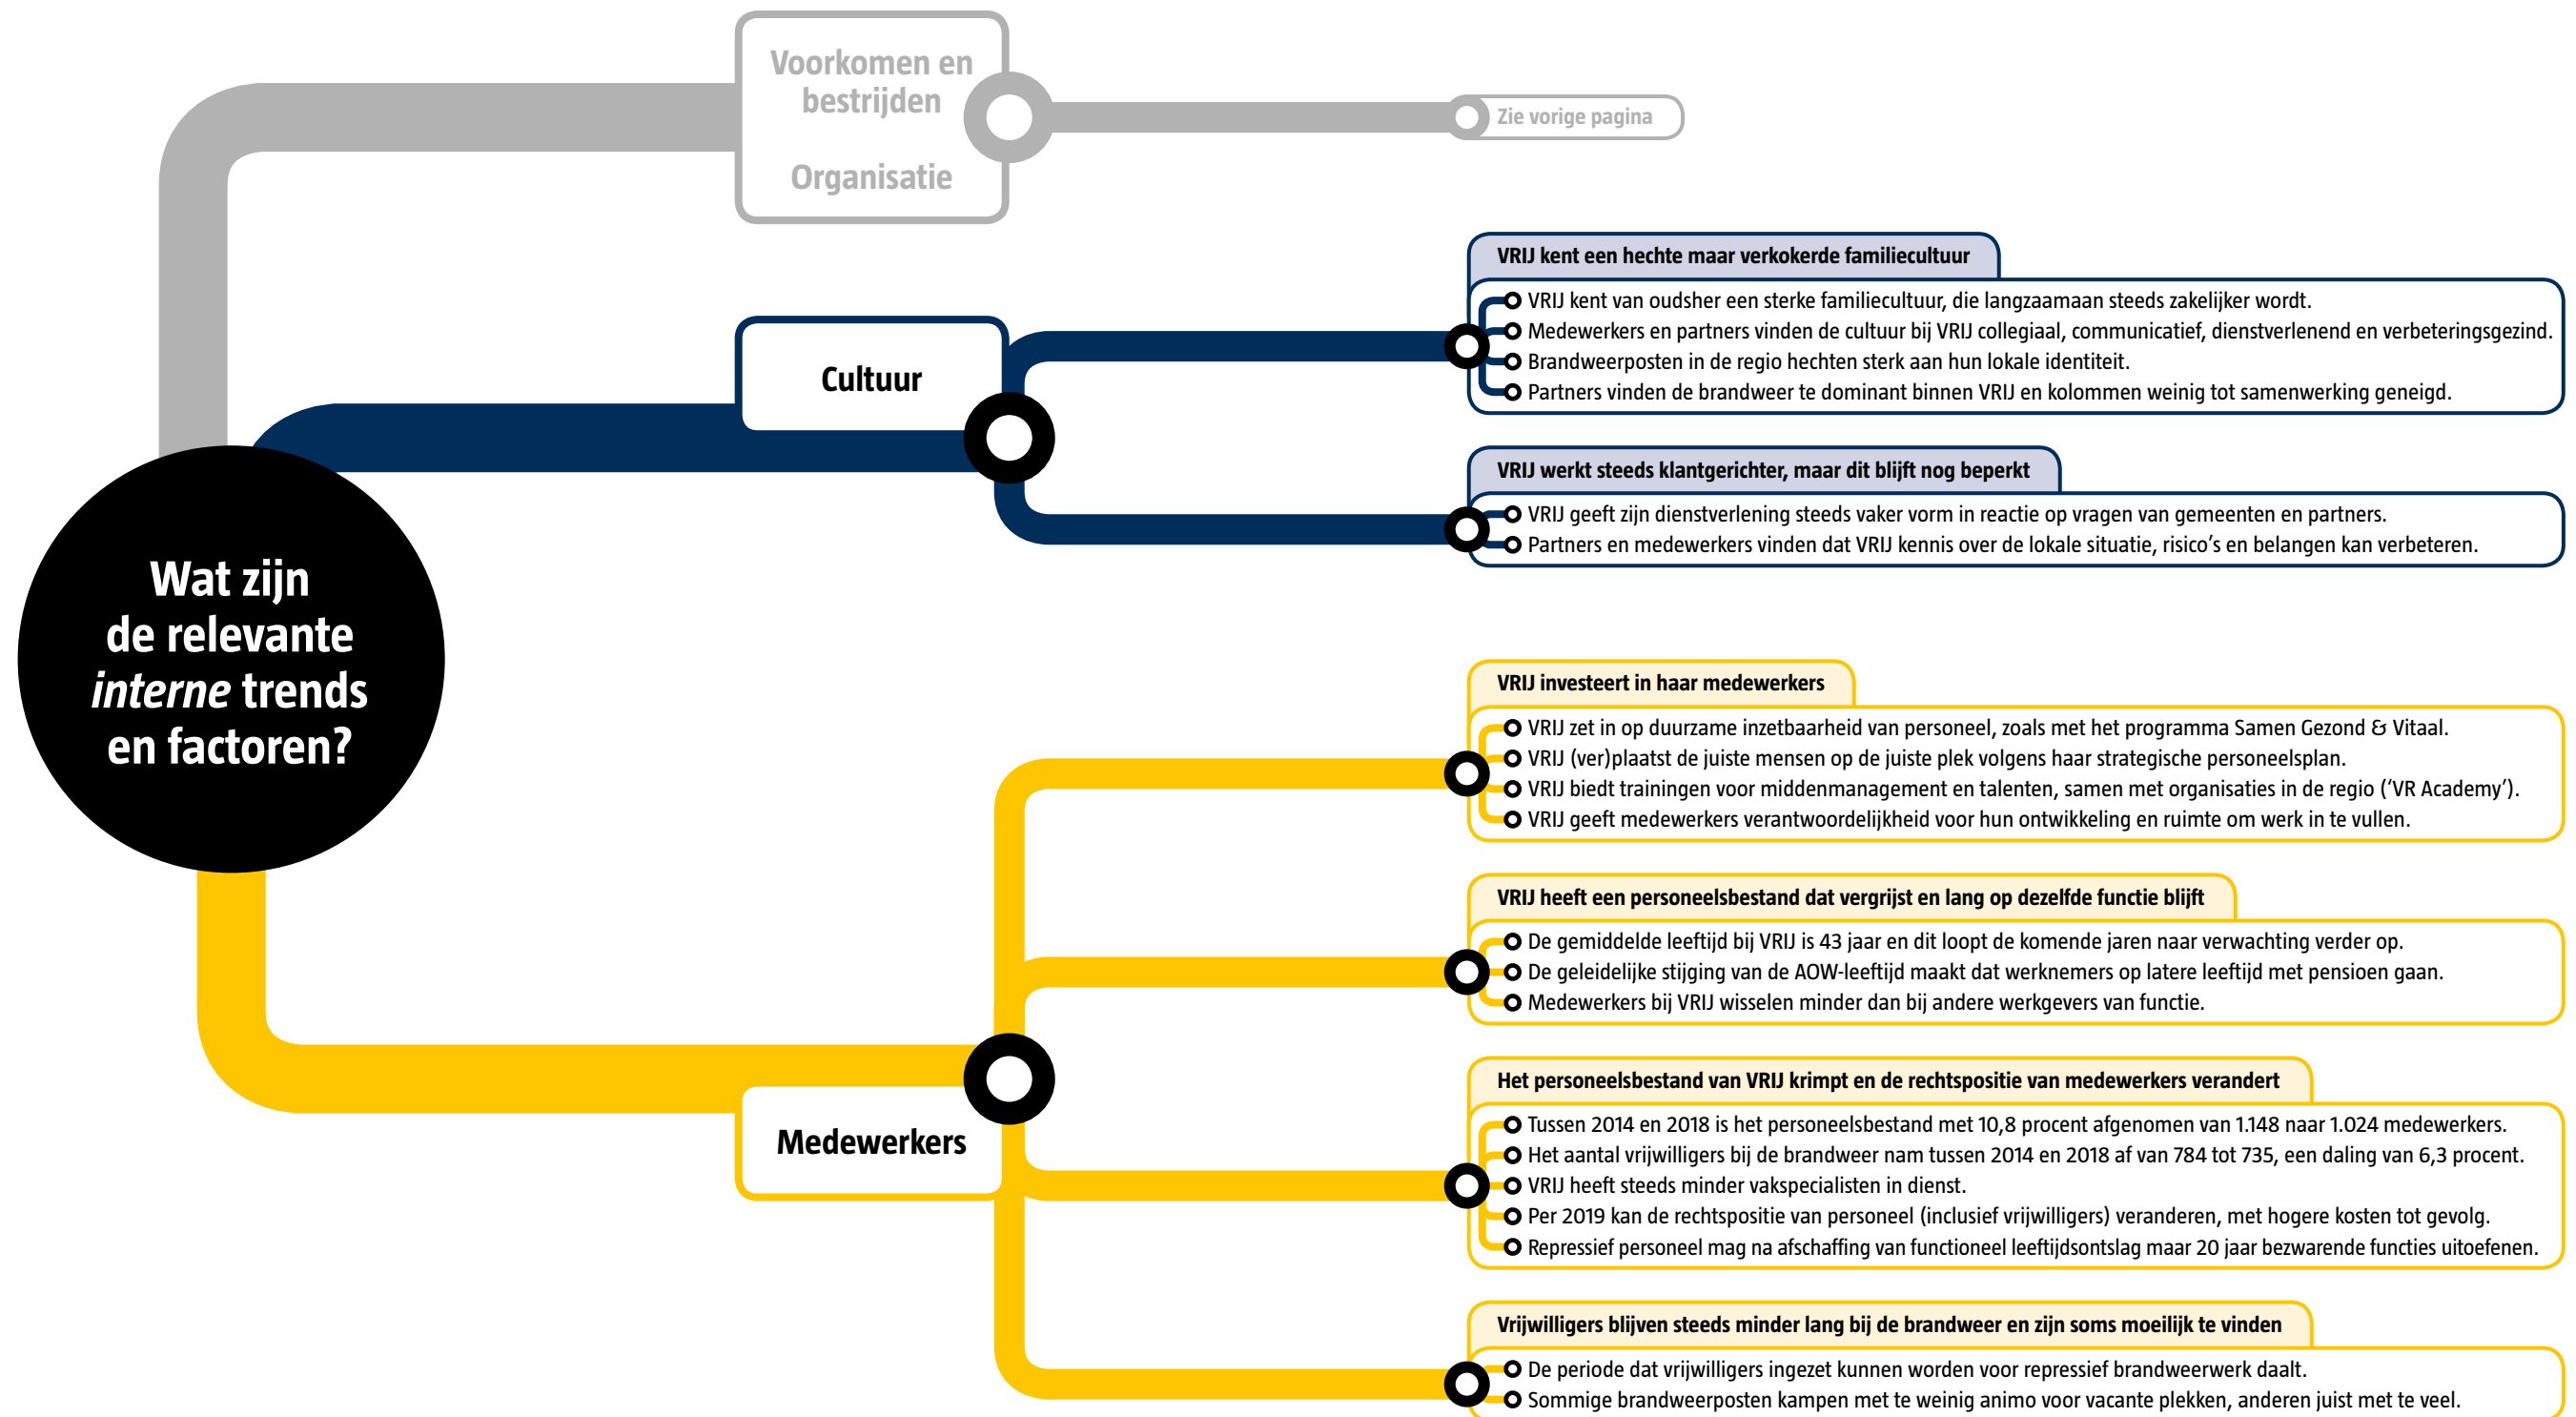 Voorkomen en
bestrijden
Organisatie
Zie vorige pagina
Wat zijn
de relevante
interne trends
en factoren?
Cultuur
VRIJ kent een hechte maar verkokerde familiecultuur
VRIJ kent van oudsher een sterke familiecultuur, die langzaamaan steeds zakelijker wordt.
Medewerkers en partners vinden de cultuur bij VRIJ collegiaal, communicatief, dienstverlenend en verbeteringsgezind.
Brandweerposten in de regio hechten sterk aan hun lokale identiteit.
Partners vinden de brandweer te dominant binnen VRIJ en kolommen weinig tot samenwerking geneigd.
VRIJ werkt steeds klantgerichter, maar dit blijft nog beperkt
VRIJ geeft zijn dienstverlening steeds vaker vorm in reactie op vragen van gemeenten en partners.
Partners en medewerkers vinden dat VRIJ kennis over de lokale situatie, risico’s en belangen kan verbeteren.
Medewerkers
VRIJ investeert in haar medewerkers
VRIJ zet in op duurzame inzetbaarheid van personeel, zoals met het programma Samen Gezond & Vitaal.
VRIJ (ver)plaatst de juiste mensen op de juiste plek volgens haar strategische personeelsplan.
VRIJ biedt trainingen voor middenmanagement en talenten, samen met organisaties in de regio (‘VR Academy’).
VRIJ geeft medewerkers verantwoordelijkheid voor hun ontwikkeling en ruimte om werk in te vullen.
VRIJ heeft een personeelsbestand dat vergrijst en lang op dezelfde functie blijft
De gemiddelde leeftijd bij VRIJ is 43 jaar en dit loopt de komende jaren naar verwachting verder op.
De geleidelijke stijging van de AOW-leeftijd maakt dat werknemers op latere leeftijd met pensioen gaan.
Medewerkers bij VRIJ wisselen minder dan bij andere werkgevers van functie.
Het personeelsbestand van VRIJ krimpt en de rechtspositie van medewerkers verandert
Tussen 2014 en 2018 is het personeelsbestand met 10,8 procent afgenomen van 1.148 naar 1.024 medewerkers.
Het aantal vrijwilligers bij de brandweer nam tussen 2014 en 2018 af van 784 tot 735, een daling van 6,3 procent.
VRIJ heeft steeds minder vakspecialisten in dienst.
Per 2019 kan de rechtspositie van personeel (inclusief vrijwilligers) veranderen, met hogere kosten tot gevolg.
Repressief personeel mag na afschaffing van functioneel leeftijdsontslag maar 20 jaar bezwarende functies uitoefenen.
Vrijwilligers blijven steeds minder lang bij de brandweer en zijn soms moeilijk te vinden
De periode dat vrijwilligers ingezet kunnen worden voor repressief brandweerwerk daalt.
Sommige brandweerposten kampen met te weinig animo voor vacante plekken, anderen juist met te veel.